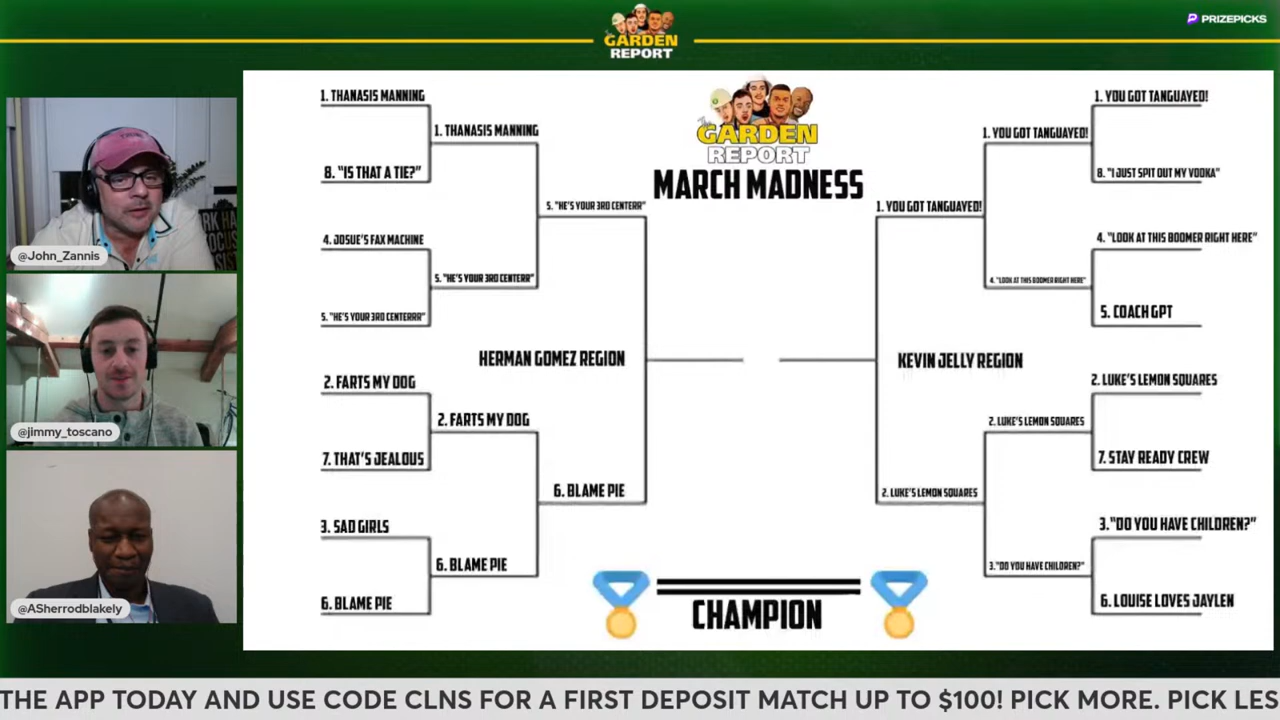 The
GARDEN
REPORT
PRIZEPICKS
@John_Zannis
@jimmy_toscano
@ASherrodblakely
The
GARDEN
REPORT
MARCH MADNESS
1. THANASIS MANNING
8. "IS THAT A TIE?"
4. JOSUE'S FAX MACHINE
5. "HE'S YOUR 3RD CENTERRR"
2. FARTS MY DOG
7. THAT'S JEALOUS
3. SAD GIRLS
6. BLAME PIE
1. THANASIS MANNING
5. "HE'S YOUR 3RD CENTERR"
2. FARTS MY DOG
6. BLAME PIE
5. "HE'S YOUR 3RD CENTERR"
6. BLAME PIE
HERMAN GOMEZ REGION
KEVIN JELLY REGION
1. YOU GOT TANGUAYED!
2. LUKE'S LEMON SQUARES
1. YOU GOT TANGUAYED!
4. "LOOK AT THIS BOOMER RIGHT HERE"
2. LUKE'S LEMON SQUARES
3. "DO YOU HAVE CHILDREN?"
1. YOU GOT TANGUAYED!
8. "I JUST SPIT OUT MY VODKA"
4. "LOOK AT THIS BOOMER RIGHT HERE"
5. COACH GPT
2. LUKE'S LEMON SQUARES
7. STAY READY CREW
3."DO YOU HAVE CHILDREN?"
6. LOUISE LOVES JAYLEN
CHAMPION
THE APP TODAY AND USE CODE CLNS FOR A FIRST DEPOSIT MATCH UP TO $100! PICK MORE. PICK LES